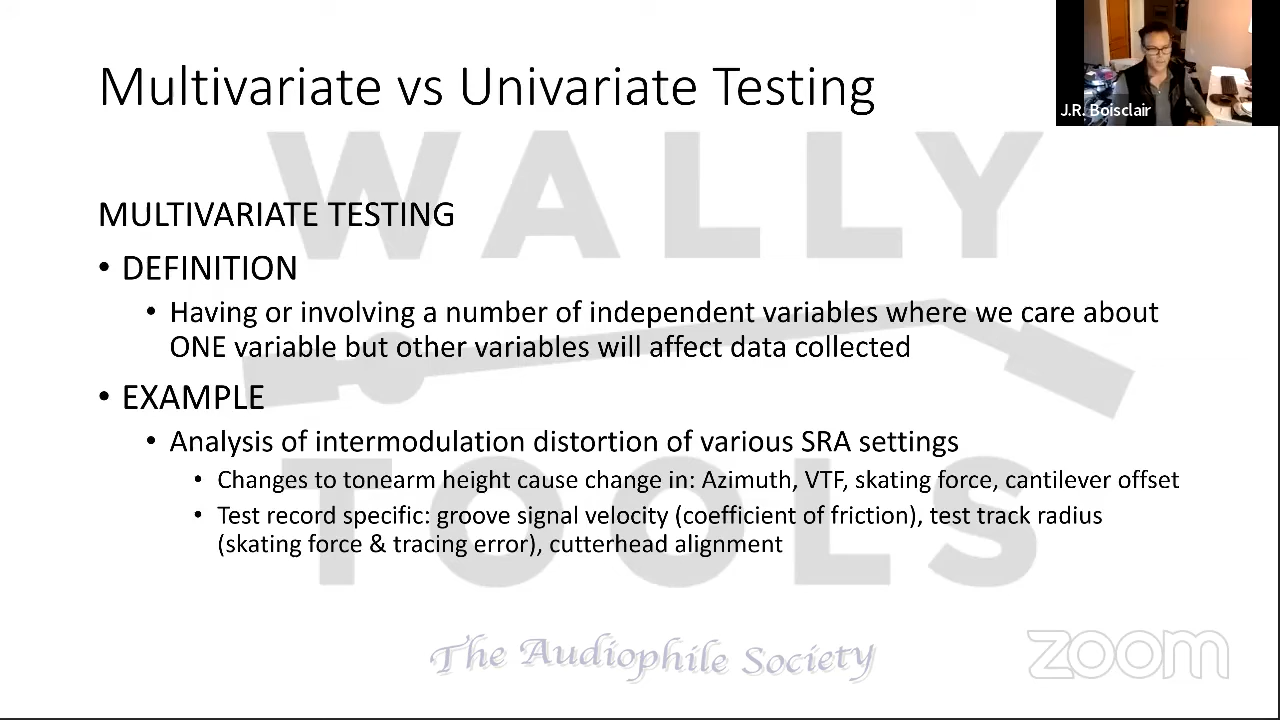 Multivariate vs Univariate Testing
J.R. Boisclair
WALLY
TOOLS
MULTIVARIATE TESTING
• DEFINITION
• Having or involving a number of independent variables where we care about
ONE variable but other variables will affect data collected
• EXAMPLE
• Analysis of intermodulation distortion of various SRA settings
• Changes to tonearm height cause change in: Azimuth, VTF, skating force, cantilever offset
• Test record specific: groove signal velocity (coefficient of friction), test track radius
(skating force & tracing error), cutterhead alignment
The Audiophile Society
zoom